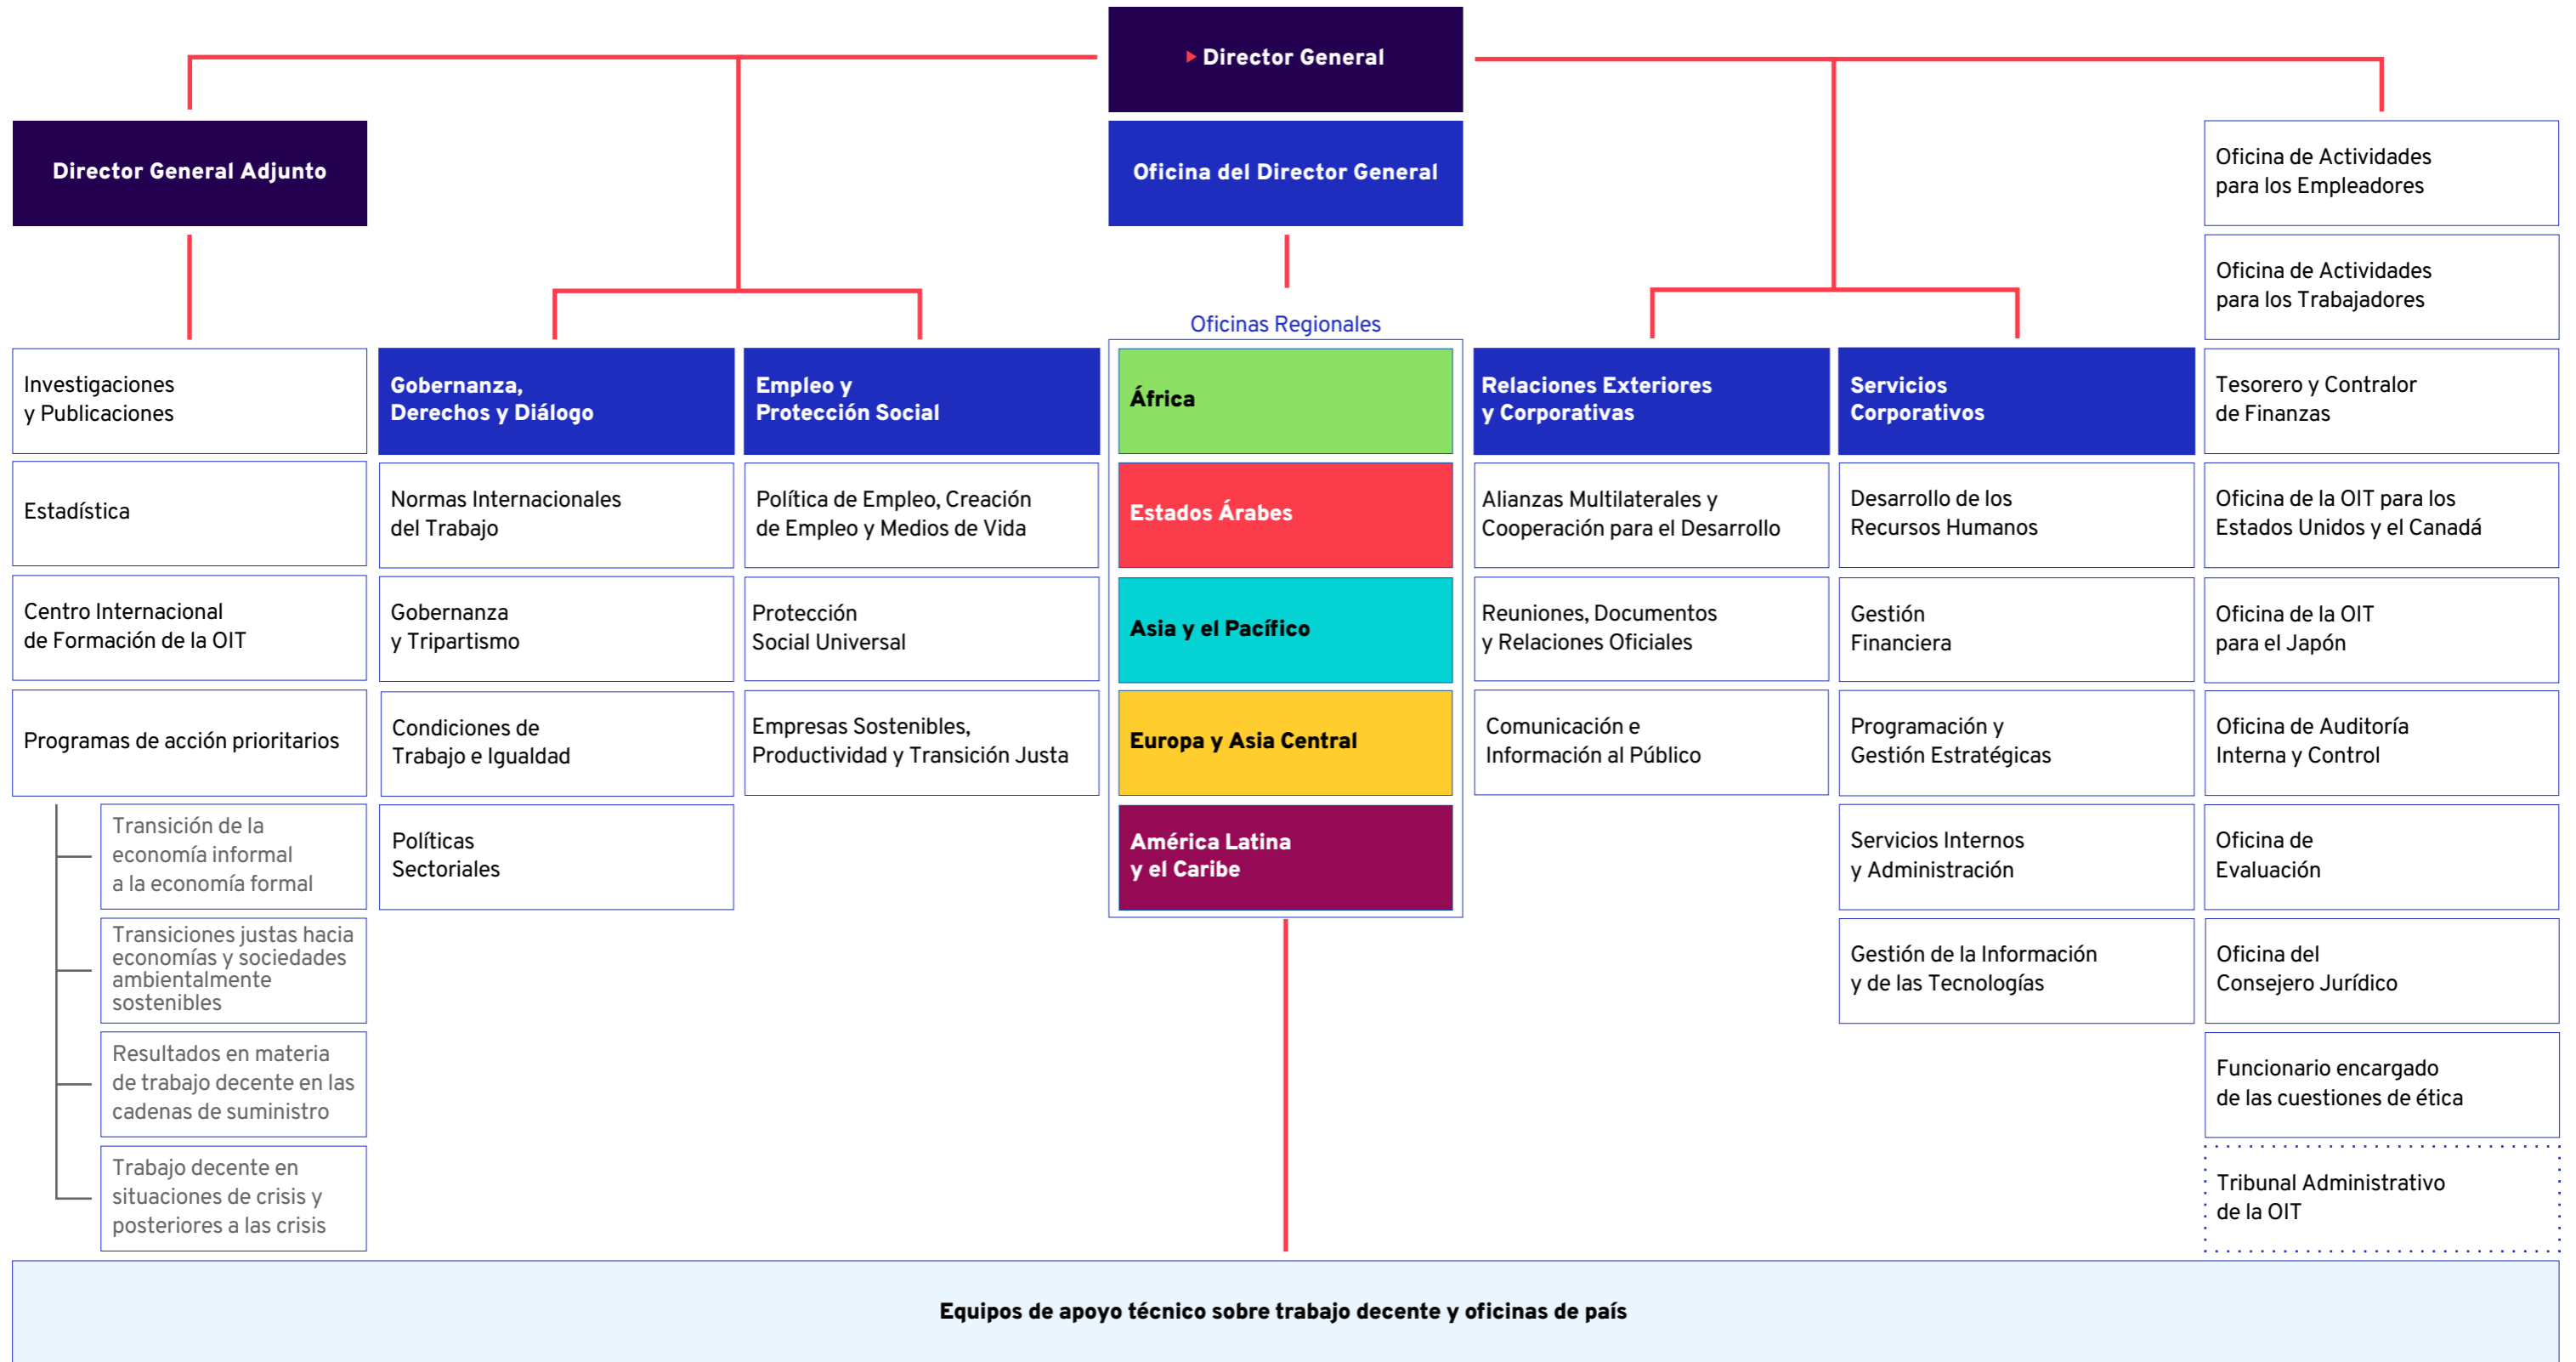 Director General
Oficina del Director General
Director General Adjunto
Investigaciones
y Publicaciones
Estadística
Centro Internacional
de Formación de la OIT
Programas de acción prioritarios
Transición de la
economía informal
a la economía formal
Transiciones justas hacia
economías y sociedades
ambientalmente
sostenibles
Resultados en materia
de trabajo decente en las
cadenas de suministro
Trabajo decente en
situaciones de crisis y
posteriores a las crisis
Gobernanza,
Derechos y Diálogo
Normas Internacionales
del Trabajo
Gobernanza
y Tripartismo
Condiciones de
Trabajo e Igualdad
Políticas
Sectoriales
Empleo y
Protección Social
Política de Empleo, Creación
de Empleo y Medios de Vida
Protección
Social Universal
Empresas Sostenibles,
Productividad y Transición Justa
Oficinas Regionales
África
Estados Árabes
Asia y el Pacífico
Europa y Asia Central
América Latina
y el Caribe
Relaciones Exteriores
y Corporativas
Alianzas Multilaterales y
Cooperación para el Desarrollo
Reuniones, Documentos
y Relaciones Oficiales
Comunicación e
Información al Público
Servicios
Corporativos
Desarrollo de los
Recursos Humanos
Gestión
Financiera
Programación y
Gestión Estratégicas
Servicios Internos
y Administración
Gestión de la Información
y de las Tecnologías
Oficina de Actividades
para los Empleadores
Oficina de Actividades
para los Trabajadores
Tesorero y Contralor
de Finanzas
Oficina de la OIT para los
Estados Unidos y el Canadá
Oficina de la OIT
para el Japón
Oficina de Auditoría
Interna y Control
Oficina de
Evaluación
Oficina del
Consejero Jurídico
Funcionario encargado
de las cuestiones de ética
Tribunal Administrativo
de la OIT
Equipos de apoyo técnico sobre trabajo decente y oficinas de país